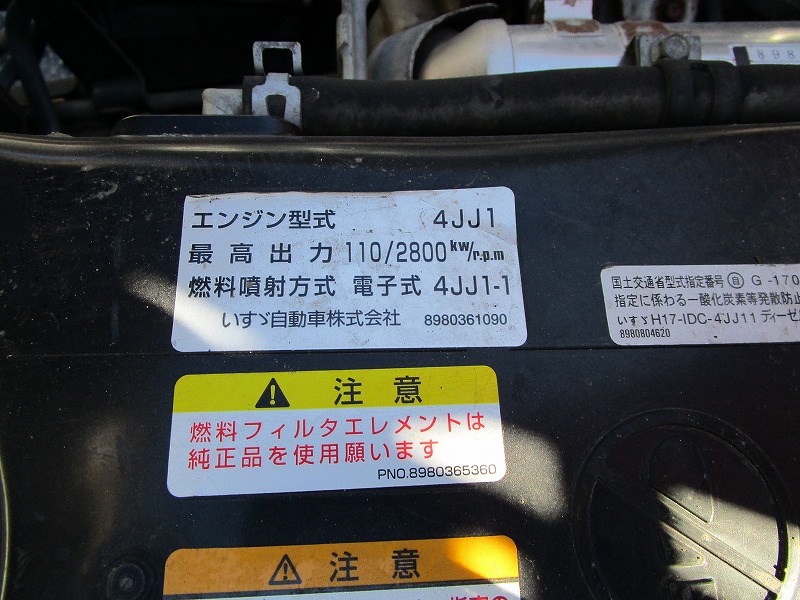 898
エンジン型式 4JJ1
最高出力 110/2800 kw/r.p.m
燃料噴射方式 電子式 4JJ1-1
いすゞ自動車株式会社 8980361090
国土交通省型式指定番号 自 G-170
指定に係わる一酸化炭素等発散防止
いすゞH17-IDC-4JJ11 ディーゼ
8980804620
注意
燃料フィルタエレメントは
純正品を使用願います
PNO.8980365360
注意